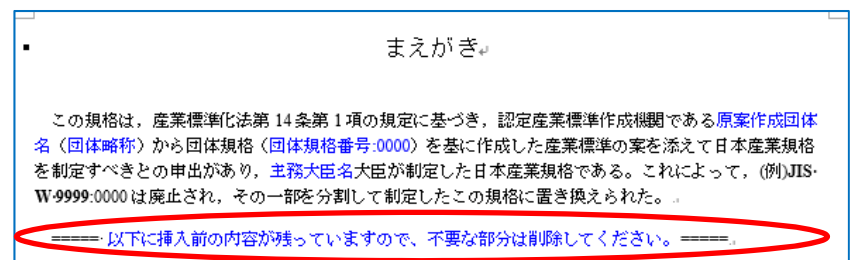 まえがき
この規格は，産業標準化法第 14 条第 1 項の規定に基づき，認定産業標準作成機関である原案作成団体
名（団体略称）から団体規格（団体規格番号:0000）を基に作成した産業標準の案を添えて日本産業規格
を制定すべきとの申出があり，主務大臣名大臣が制定した日本産業規格である。これによって，(例)JIS·
W·9999:0000 は廃止され，その一部を分割して制定したこの規格に置き換えられた。
===== 以下に挿入前の内容が残っていますので、不要な部分は削除してください。=====